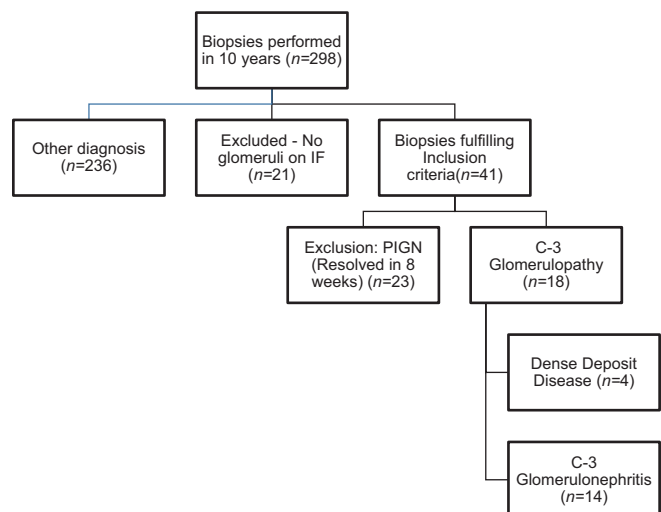 Biopsies performed
in 10 years (n=298)
Other diagnosis
(n=236)
Excluded - No
glomeruli on IF
(n=21)
Biopsies fulfilling
Inclusion
criteria(n=41)
Exclusion: PIGN
(Resolved in 8
weeks) (n=23)
C-3
Glomerulopathy
(n=18)
Dense Deposit
Disease (n=4)
C-3
Glomerulonephritis
(n=14)